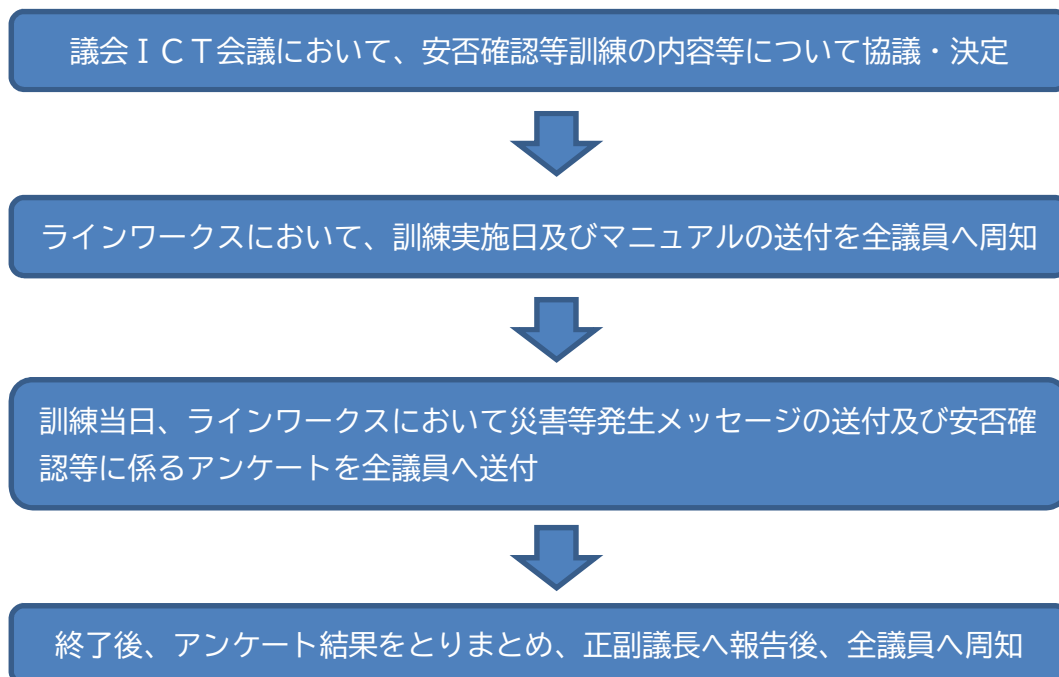 議会ＩＣＴ会議において、安否確認等訓練の内容等について協議・決定
ラインワークスにおいて、訓練実施日及びマニュアルの送付を全議員へ周知
訓練当日、ラインワークスにおいて災害等発生メッセージの送付及び安否確
認等に係るアンケートを全議員へ送付
終了後、アンケート結果をとりまとめ、正副議長へ報告後、全議員へ周知